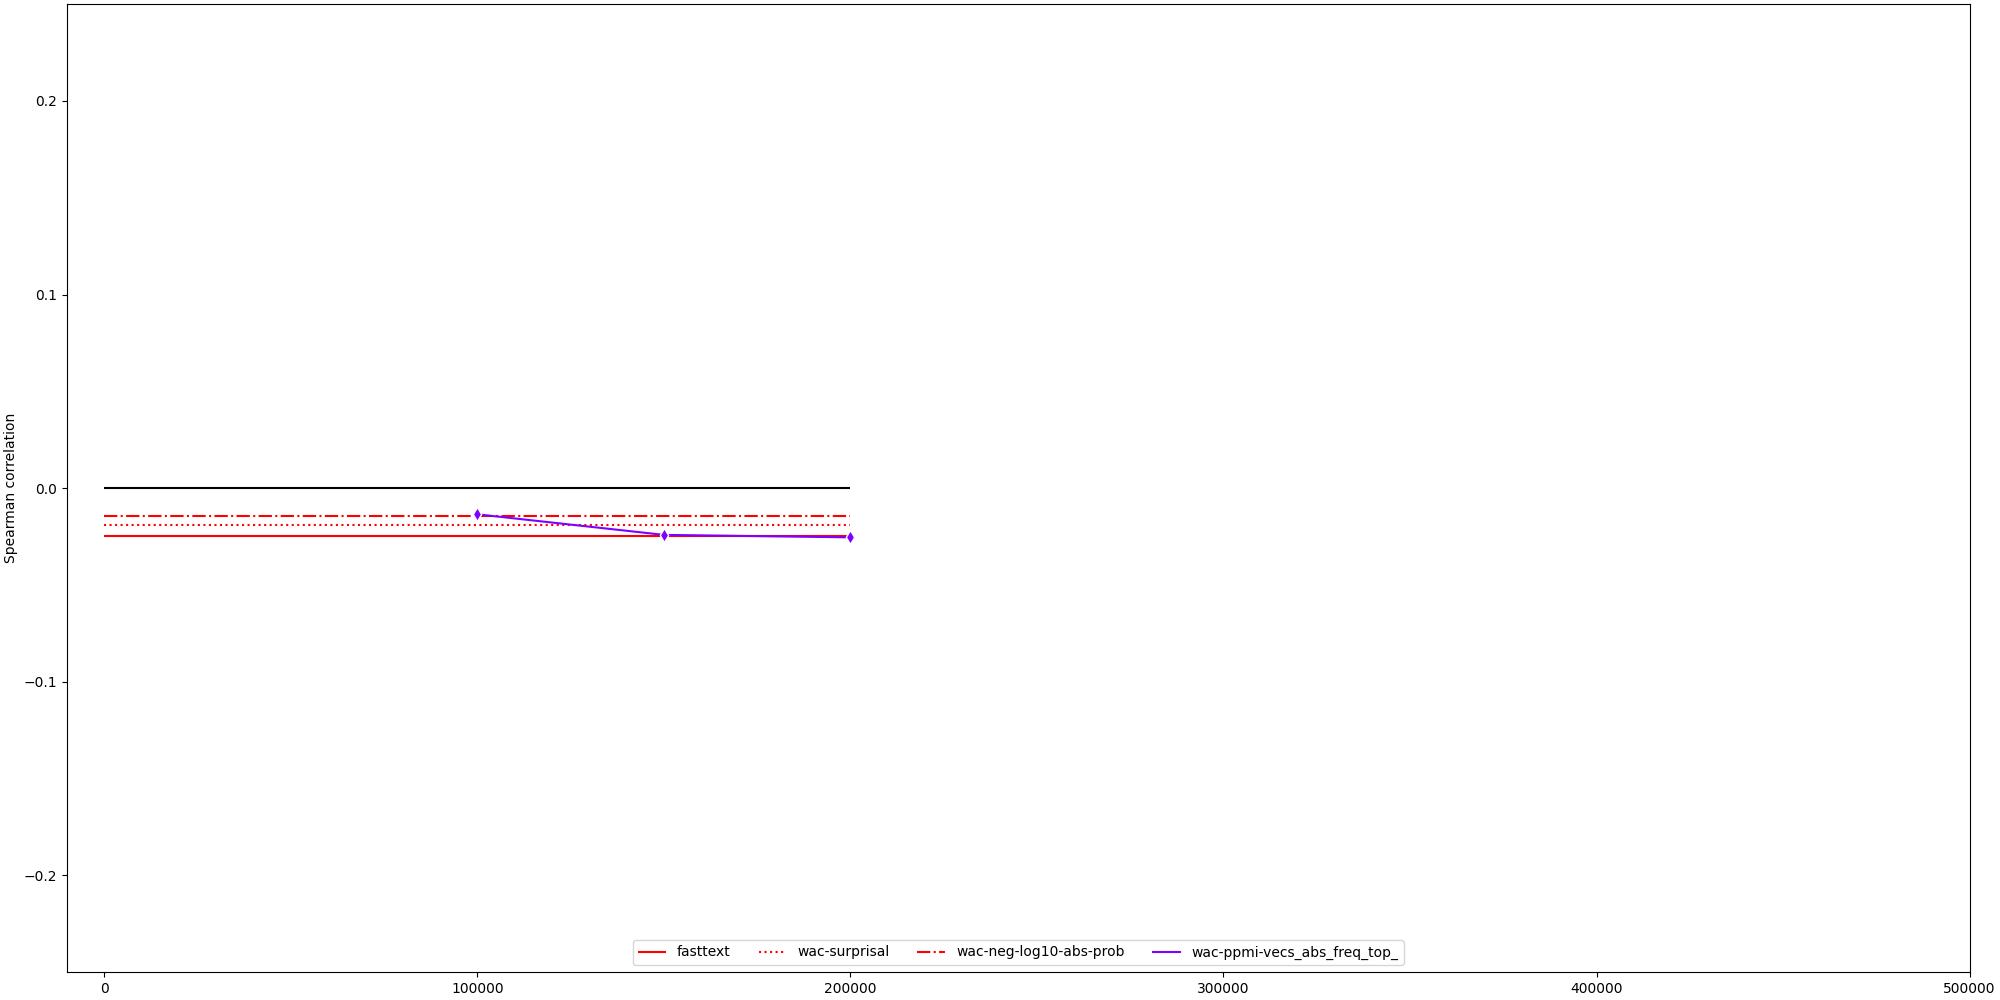 0.2
0.1
0.0
−0.1
−0.2
Spearman correlation
fasttext wac-surprisal wac-neg-log10-abs-prob wac-ppmi-vecs_abs_freq_top_
0 100000 200000 300000 400000 500000